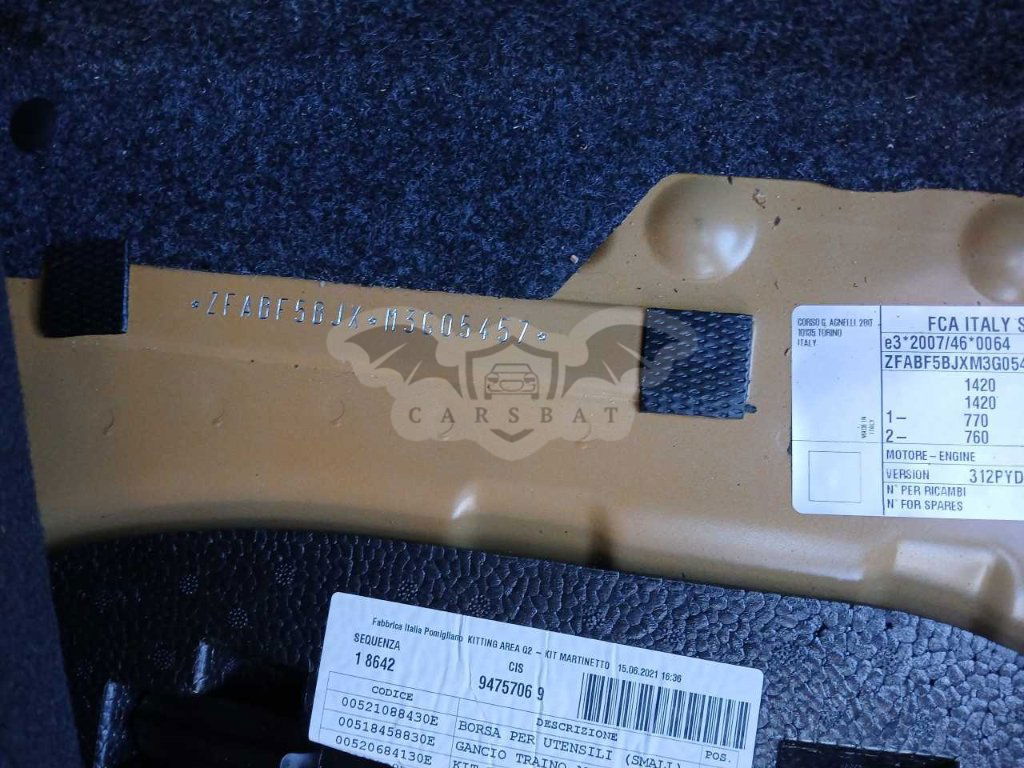 *ZFABF5BJX*M3G05457*
CARSBAT
CORSO G. AGNELLI, 200
10135 TORINO
ITALY
MADE IN
ITALY
FCA ITALY S
e3*2007/46*0064
ZFABF5BJXM3G054
1420
1420
1– 770
2– 760
MOTORE – ENGINE
VERSION 312PYD
N° PER RICAMBI
N° FOR SPARES
Fabbrica Italia Pomigliano KITTING AREA Q2 – KIT MARTINETTO 15.06.2021 16:36
SEQUENZA CIS
1 8642 9475706 9
CODICE DESCRIZIONE POS.
00521088430E BORSA PER UTENSILI (SMALL)
00518458830E GANCIO TRAINO
00520684130E KIT